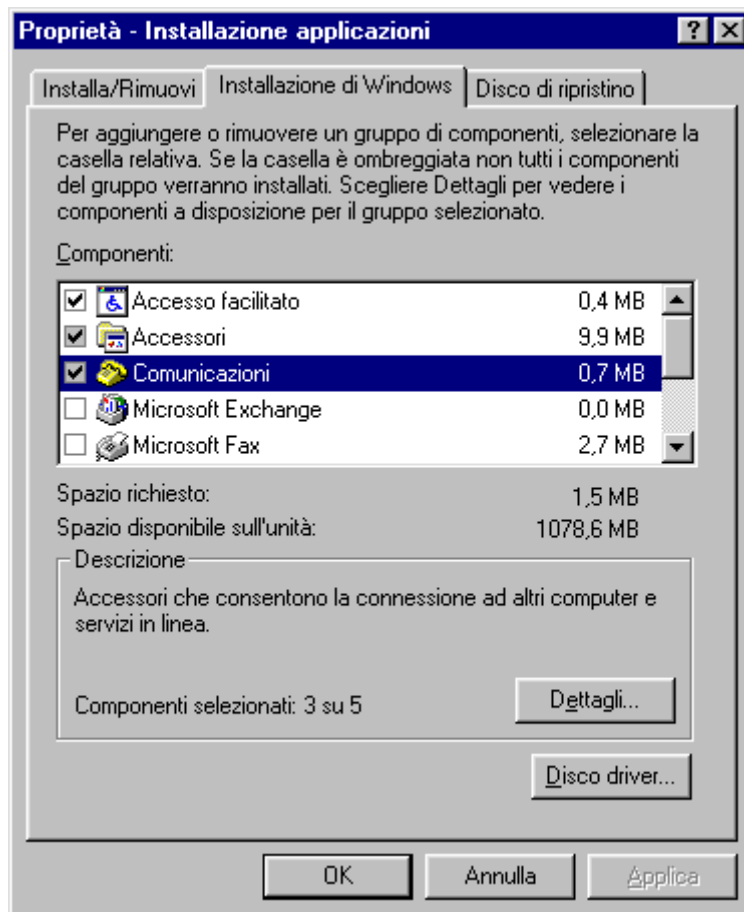 Proprietà - Installazione applicazioni
Installa/Rimuovi Installazione di Windows Disco di ripristino
Per aggiungere o rimuovere un gruppo di componenti, selezionare la
casella relativa. Se la casella è ombreggiata non tutti i componenti
del gruppo verranno installati. Scegliere Dettagli per vedere i
componenti a disposizione per il gruppo selezionato.
Componenti:
Accesso facilitato 0,4 MB
Accessori 9,9 MB
Comunicazioni 0,7 MB
Microsoft Exchange 0,0 MB
Microsoft Fax 2,7 MB
Spazio richiesto: 1,5 MB
Spazio disponibile sull'unità: 1078,6 MB
Descrizione
Accessori che consentono la connessione ad altri computer e
servizi in linea.
Componenti selezionati: 3 su 5 Dettagli...
Disco driver...
OK Annulla Applica